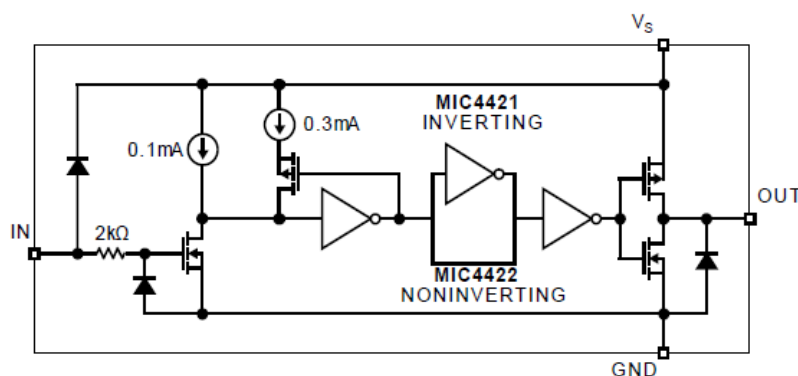 VS
MIC4421
INVERTING
0.3mA
0.1mA
OUT
IN
2kΩ
MIC4422
NONINVERTING
GND